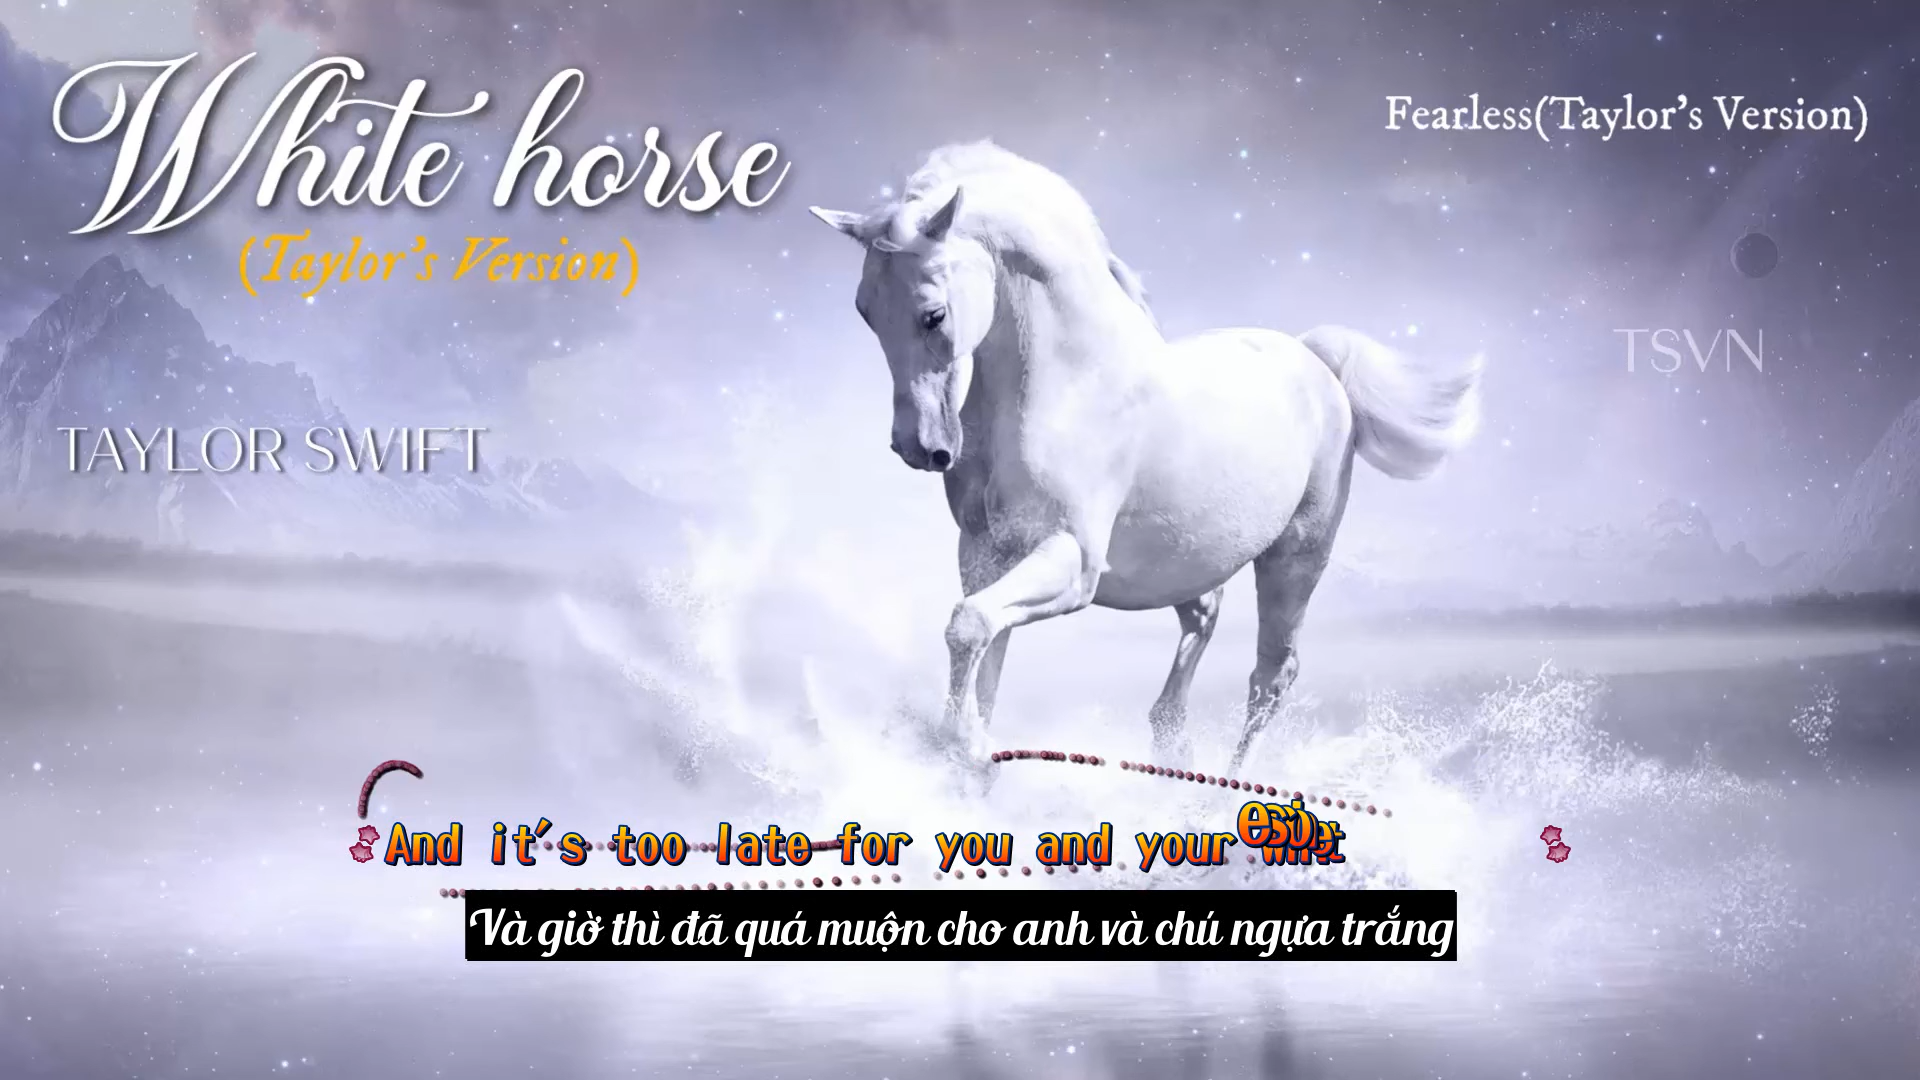 White horse
(Taylor's Version)
Fearless(Taylor's Version)
TSVN
TAYLOR SWIFT
And it's too late for you and your
Và giờ thì đã quá muộn cho anh và chú ngựa trắng